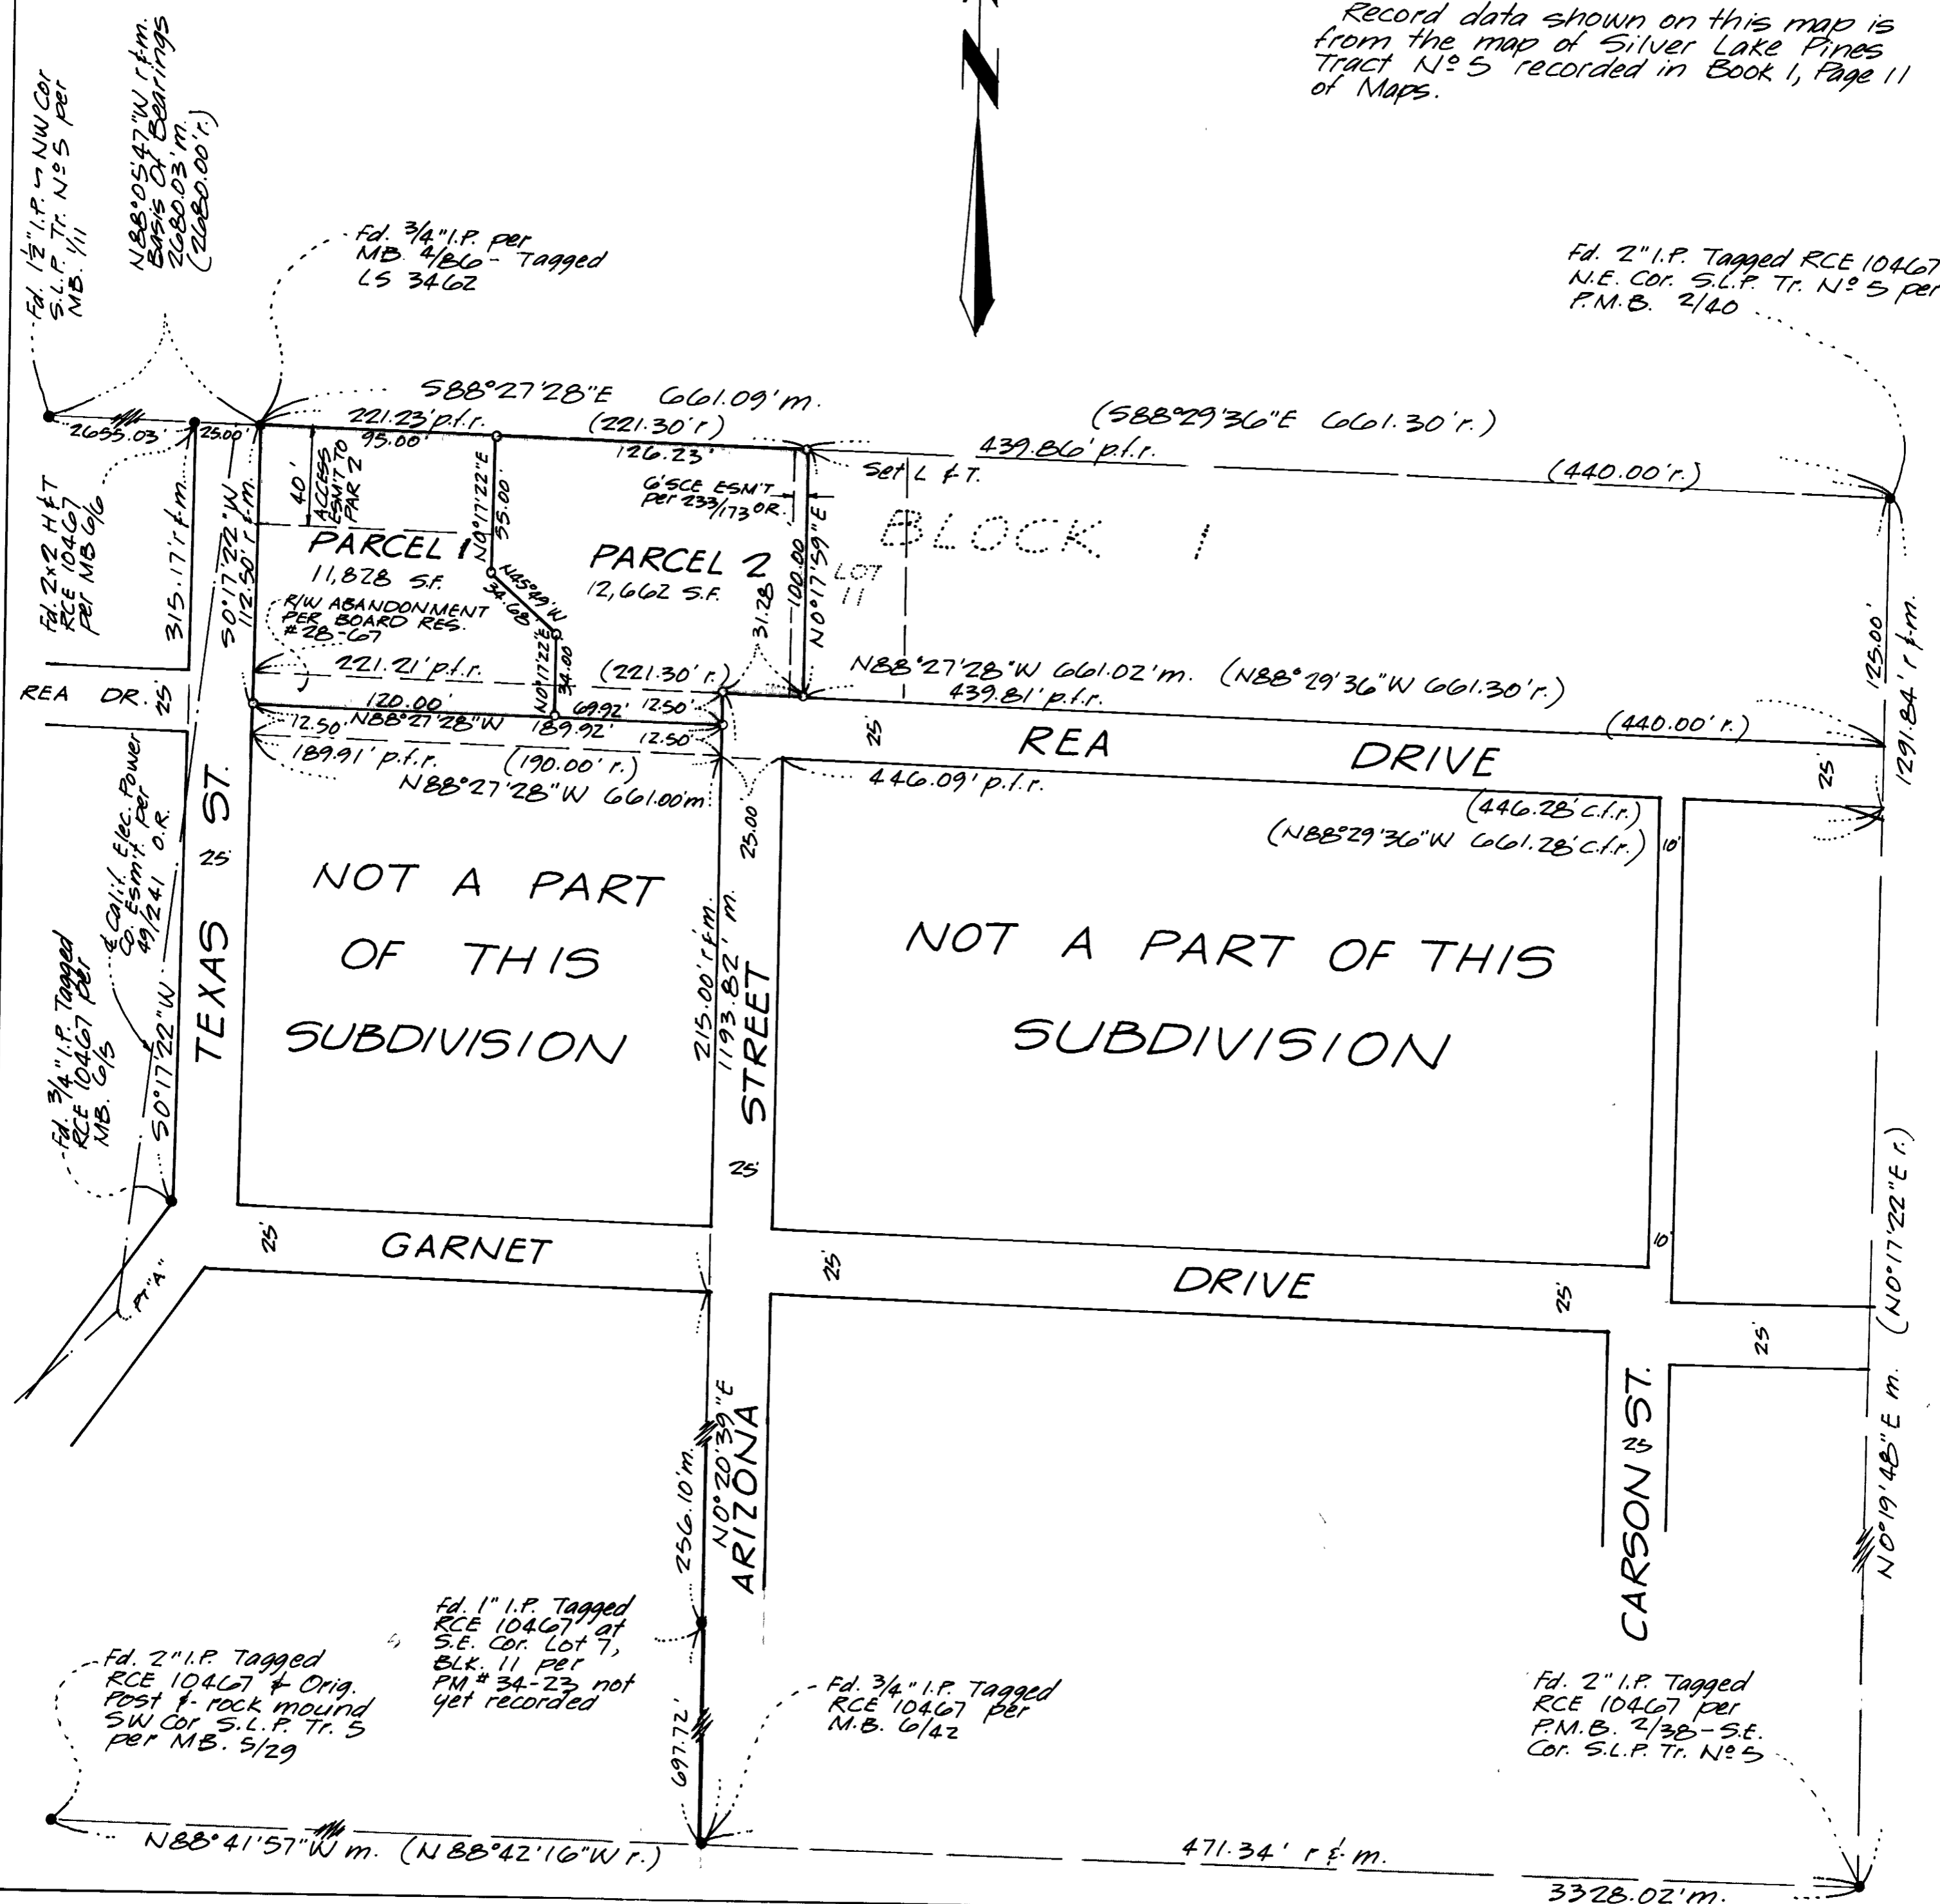 Record data shown on this map is
from the map of Silver Lake Pines
Tract Nº 5 recorded in Book 1, Page 11
of Maps.
N
Fd. 1½" I.P. ~ NW Cor
S.L.P. Tr. Nº 5 per
MB. 1/11
N88°05'47"W r.&m.
Basis Of Bearings
2680.03' m.
(2680.00' r.)
Fd. 3/4" I.P. per
MB. 4/86 - Tagged
LS 3462
Fd. 2" I.P. Tagged RCE 10467
N.E. Cor. S.L.P. Tr. Nº 5 per
P.M.B. 2/40
S88°27'28"E 661.09' m.
(S88°29'36"E 661.30' r.)
221.23' p.f.r. (221.30' r)
439.86' p.f.r.
(440.00' r.)
2655.03'
25.00'
95.00'
126.23'
Set L & T.
Fd. 2x2 H&T
RCE 10467
per MB 6/6
315.17' r.&m.
S0°17'22"W
112.50' r.&m.
40'
ACCESS
ESM'T TO
PAR 2
N0°17'22"E
55.00'
6' SCE ESM'T
per 233/173 O.R.
BLOCK 1
LOT
11
PARCEL 1
11,828 S.F.
PARCEL 2
12,662 S.F.
N45°49'W
34.68'
N0°17'22"E
34.00
31.28
100.00
N0°17'59"E
R/W ABANDONMENT
PER BOARD RES.
#28-67
221.21' p.f.r. (221.30' r.)
N88°27'28"W 661.02' m. (N88°29'36"W 661.30' r.)
439.81' p.f.r.
(440.00' r.)
125.00'
1291.84' r.&m.
REA DR.
25'
120.00'
69.92'
12.50'
12.50'
N88°27'28"W
189.92'
12.50'
189.91' p.f.r. (190.00' r.)
N88°27'28"W 661.00' m.
25
REA DRIVE
25'
446.09' p.f.r.
(446.28' c.f.r.)
(N88°29'36"W 661.28' c.f.r.)
10'
25.00'
℄ Calif. Elec. Power
Co. Esm't. per
49/241 O.R.
TEXAS ST.
25'
NOT A PART
OF THIS
SUBDIVISION
215.00' r.&m.
1193.82' m.
STREET
25'
NOT A PART OF THIS
SUBDIVISION
Fd. 3/4" I.P. Tagged
RCE 10467 per
MB. 6/5
S0°17'22"W
PT "A"
25'
GARNET
25'
DRIVE
25'
10'
25'
(N0°17'22"E r.)
N0°19'48"E m.
N0°20'39"E
256.10' m.
ARIZONA
CARSON ST.
25
Fd. 1" I.P. Tagged
RCE 10467 at
S.E. Cor. Lot 7,
BLK. 11 per
PM #34-23 not
yet recorded
Fd. 2" I.P. Tagged
RCE 10467 & Orig.
Post & rock mound
SW Cor S.L.P. Tr. 5
per MB. 5/29
697.72'
Fd. 3/4" I.P. Tagged
RCE 10467 per
M.B. 6/42
Fd. 2" I.P. Tagged
RCE 10467 per
P.M.B. 2/38 - S.E.
Cor. S.L.P. Tr. Nº 5
N88°41'57"W m. (N88°42'16"W r.)
471.34' r&m.
3328.02' m.